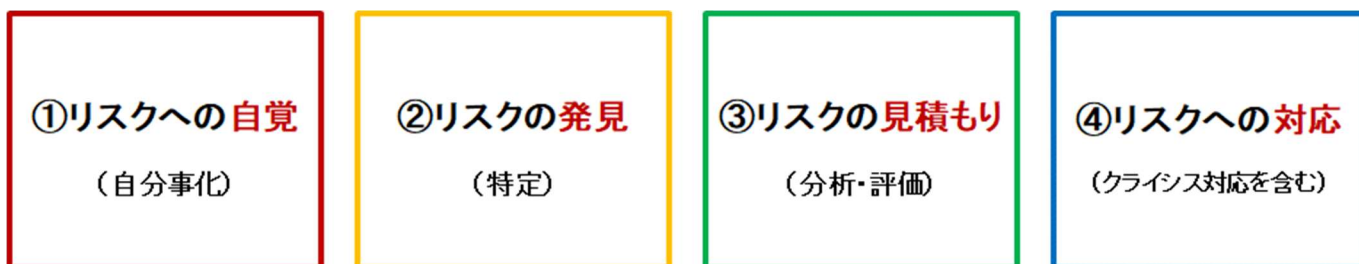 ①リスクへの自覚
（自分事化）
②リスクの発見
（特定）
③リスクの見積もり
（分析・評価）
④リスクへの対応
（クライシス対応を含む）